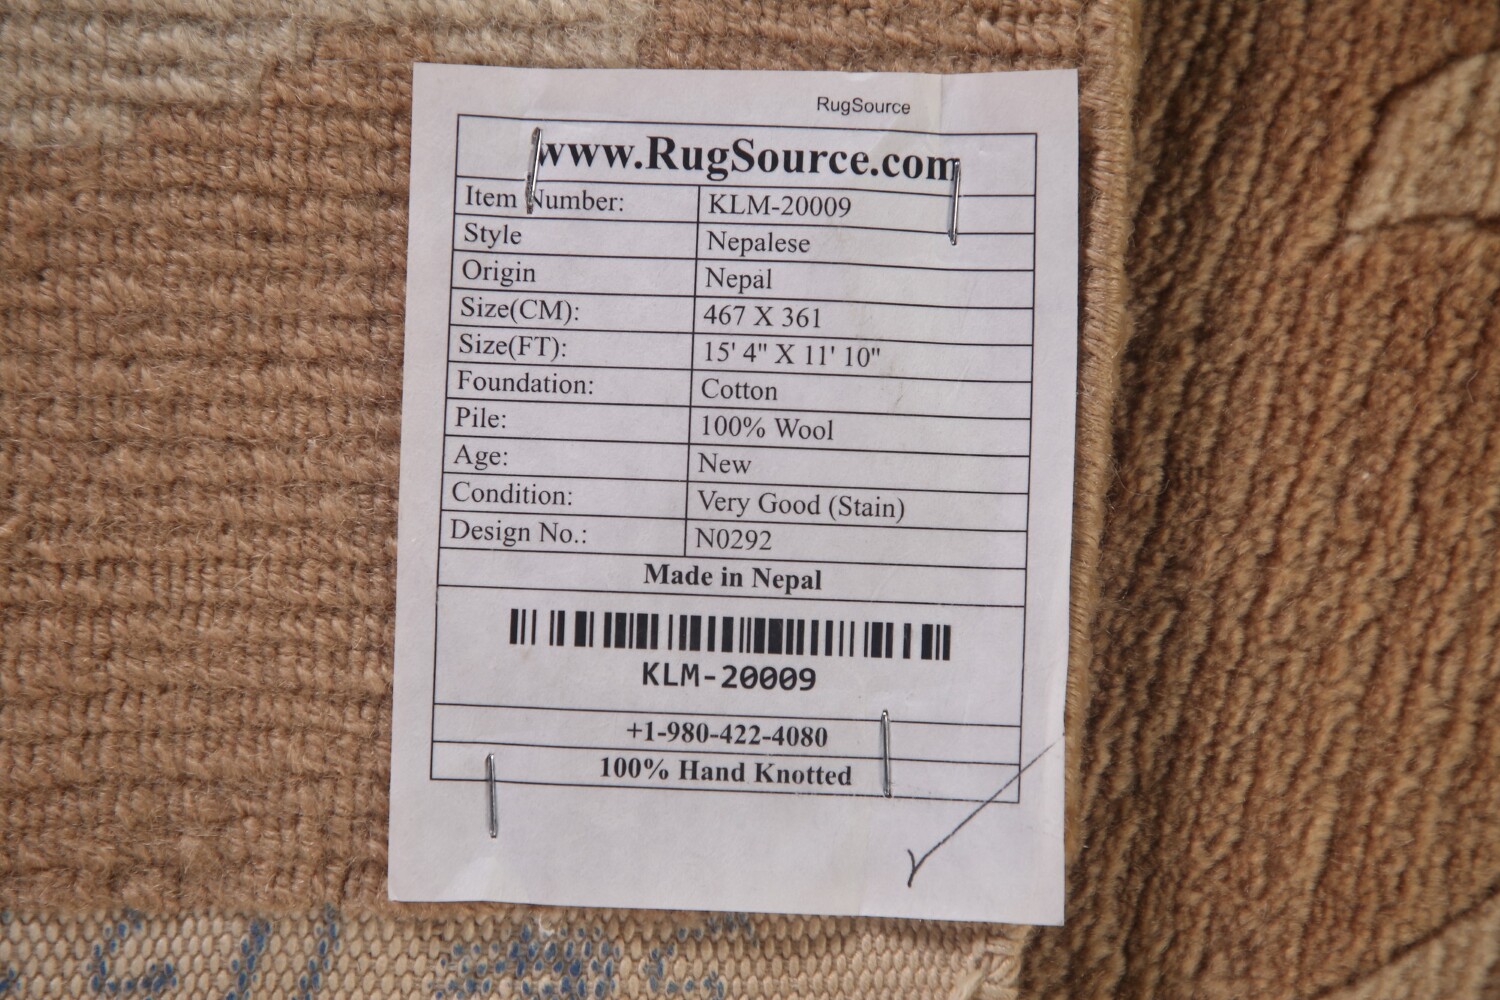 RugSource
www.RugSource.com
Item Number: KLM-20009
Style Nepalese
Origin Nepal
Size(CM): 467 X 361
Size(FT): 15' 4" X 11' 10"
Foundation: Cotton
Pile: 100% Wool
Age: New
Condition: Very Good (Stain)
Design No.: N0292
Made in Nepal
KLM-20009
+1-980-422-4080
100% Hand Knotted